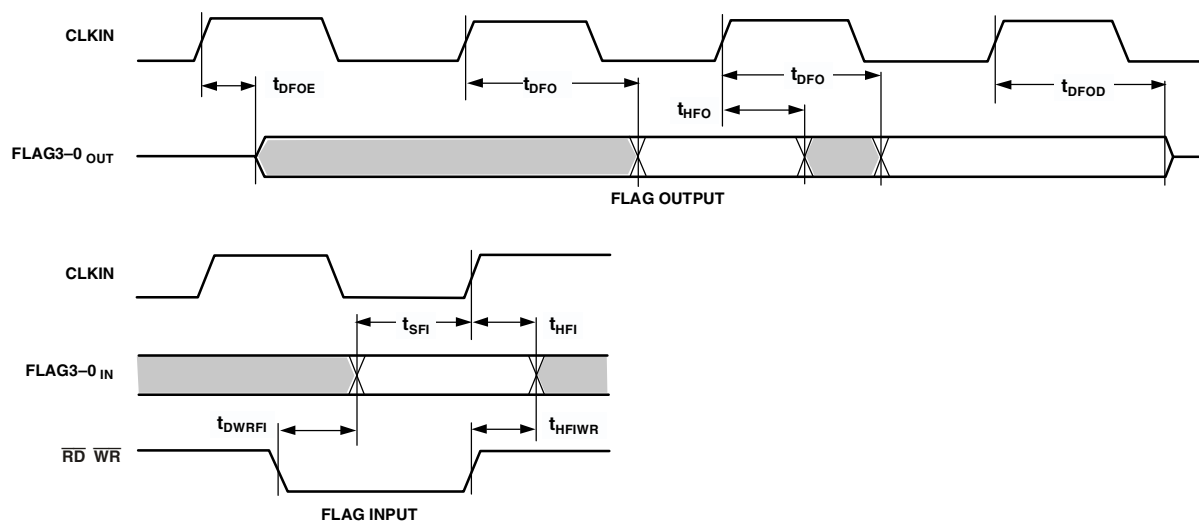 CLKIN
tDFOE
tDFO
tDFO
tHFO
tDFOD
FLAG3–0 OUT
FLAG OUTPUT
CLKIN
tSFI
tHFI
FLAG3–0 IN
tDWRFI
tHFIWR
RD WR
FLAG INPUT